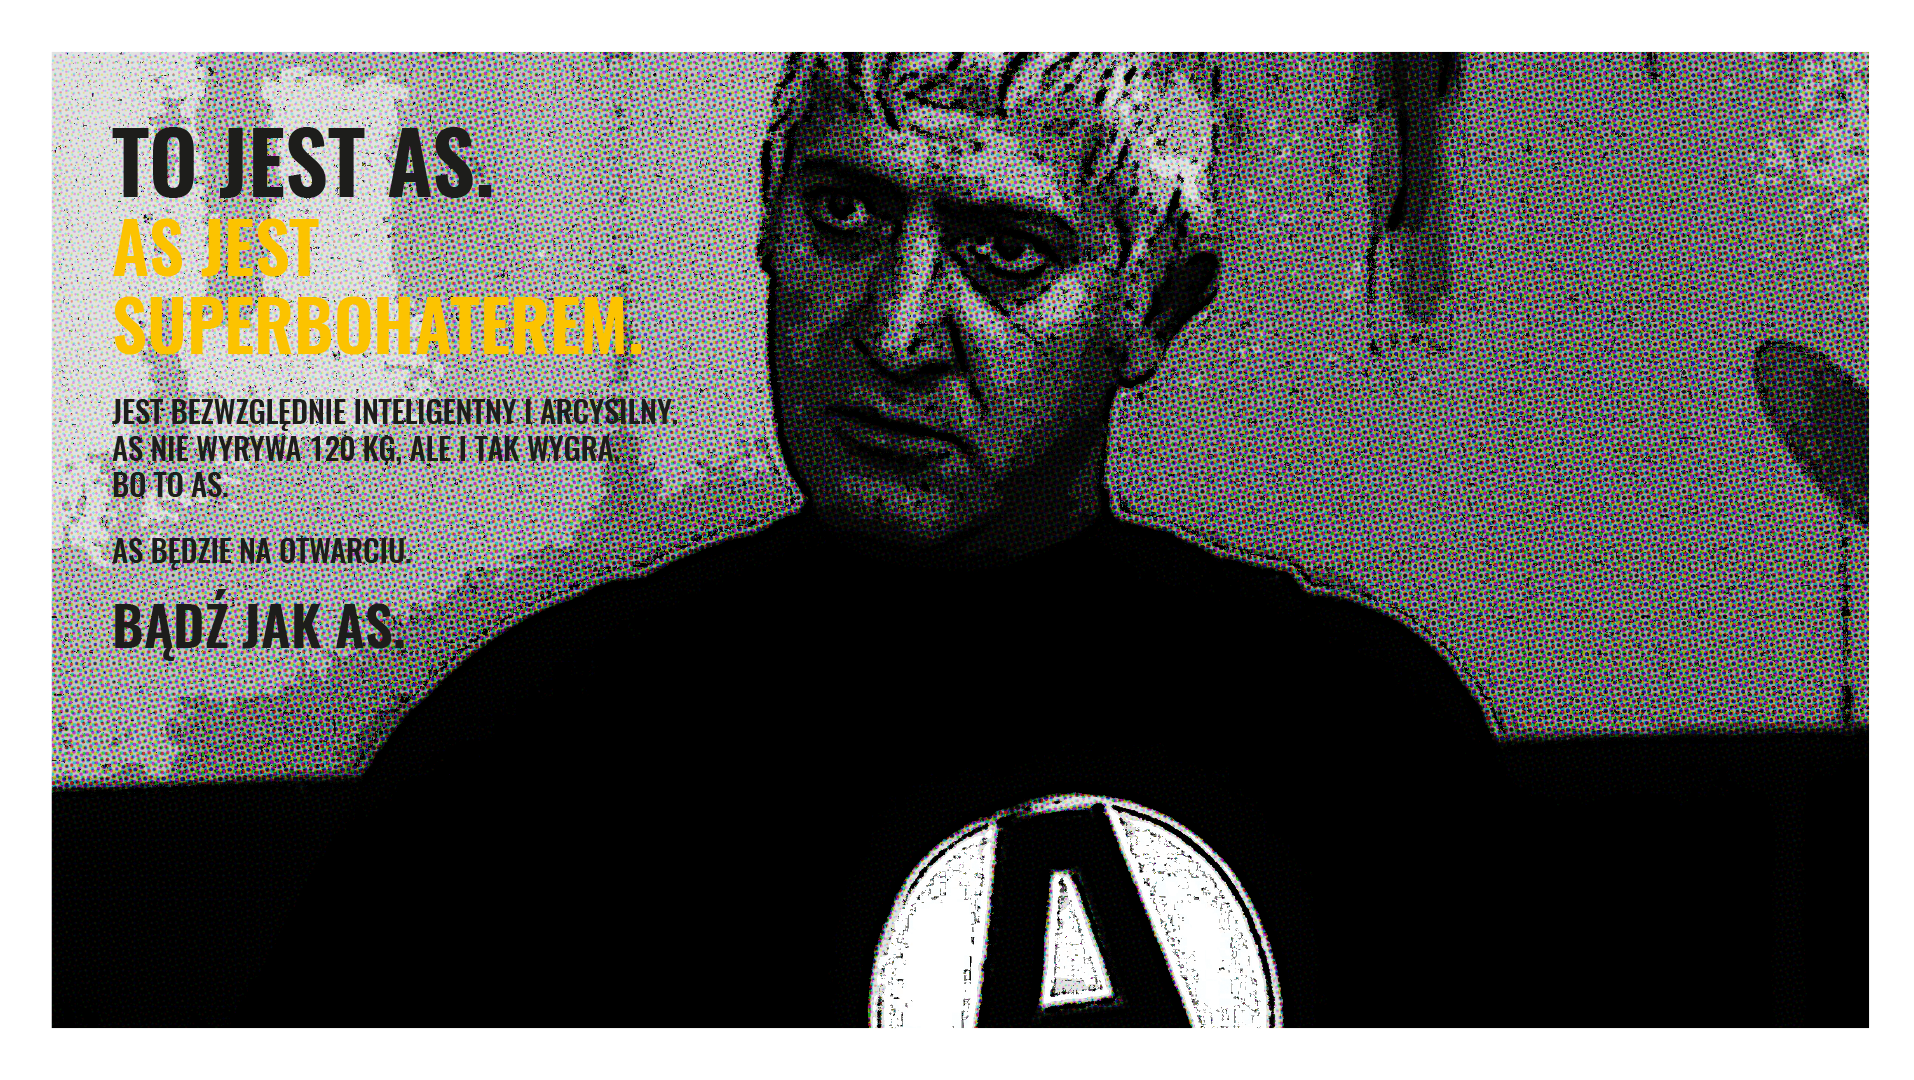 TO JEST AS.
AS JEST
SUPERBOHATEREM.
JEST BEZWZGLĘDNIE INTELIGENTNY I ARCYSILNY.
AS NIE WYRYWA 120 KG, ALE I TAK WYGRA,
BO TO AS.
AS BĘDZIE NA OTWARCIU.
BĄDŹ JAK AS.
A